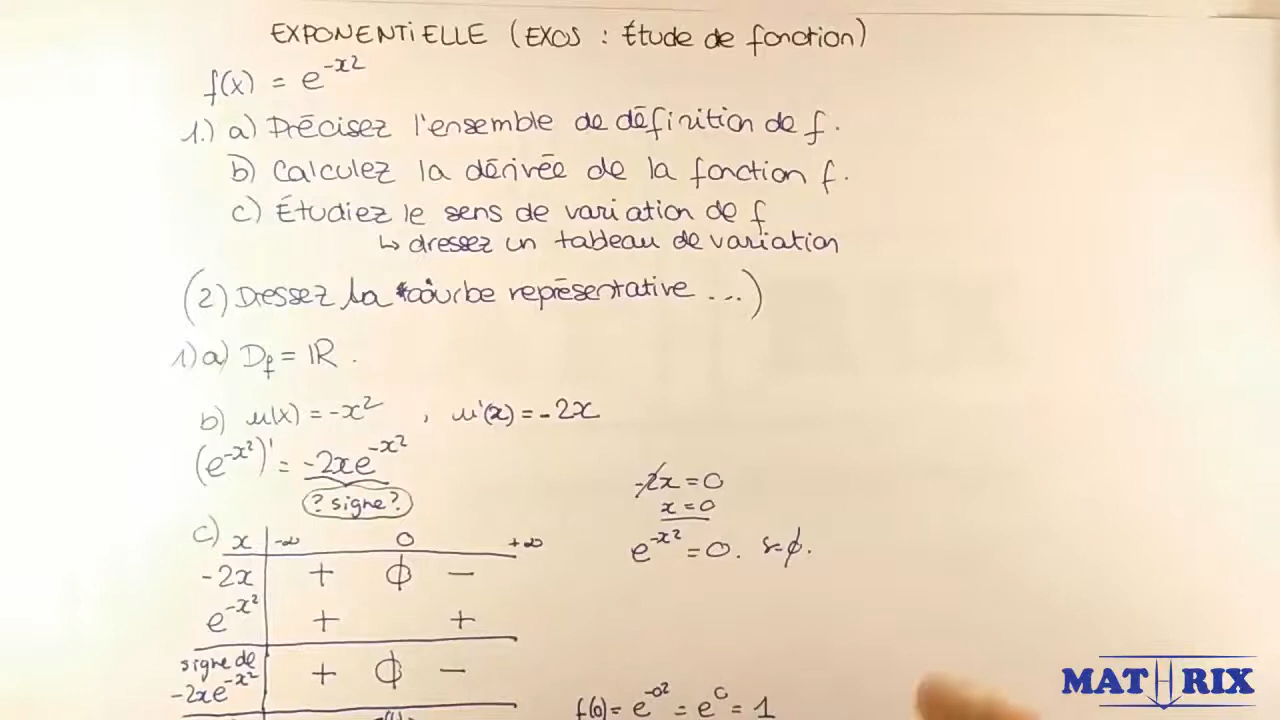 EXPONENTIELLE (EXOS : Étude de fonction)
f(x) = e^{-x²}
1.) a) Précisez l'ensemble de définition de f.
b) Calculez la dérivée de la fonction f.
c) Étudiez le sens de variation de f
↳ dressez un tableau de variation
(2) Dressez la courbe représentative ...)
1) a) D_f = ℝ.
b) u(x) = -x² , u'(x) = -2x
(e^{-x²})' = -2xe^{-x²}
? signe?
-2x = 0
x = 0
e^{-x²} = 0. s=∅.
c) x | -∞ 0 +∞
-2x | + 0 -
e^{-x²} | + +
signe de
-2xe^{-x²} | + 0 -
f(0) = e^{-0²} = e^0 = 1
MATHRIX